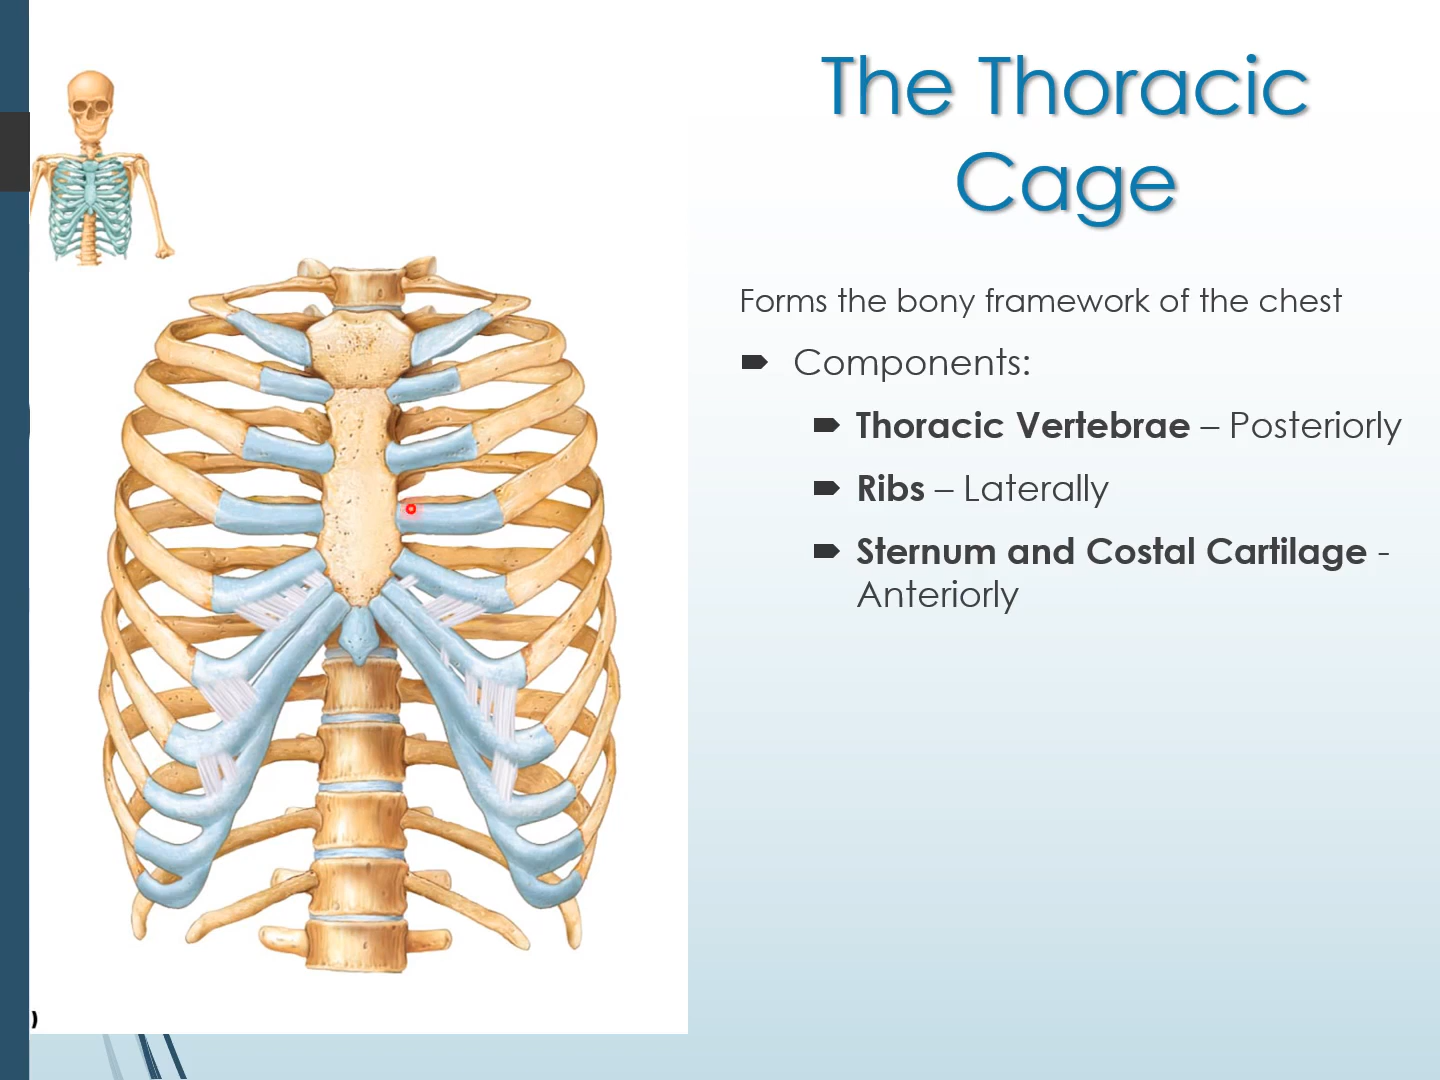 The Thoracic
Cage
Forms the bony framework of the chest
Components:
Thoracic Vertebrae – Posteriorly
Ribs – Laterally
Sternum and Costal Cartilage -
Anteriorly
)